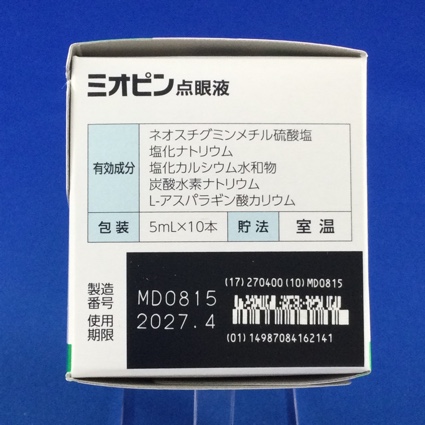 ミオピン点眼液
有効成分
ネオスチグミンメチル硫酸塩
塩化ナトリウム
塩化カルシウム水和物
炭酸水素ナトリウム
L-アスパラギン酸カリウム
包装 5mL×10本 貯法 室温
製造番号 MD0815
使用期限 2027.4
(17)270400(10)MD0815
(01)14987084162141